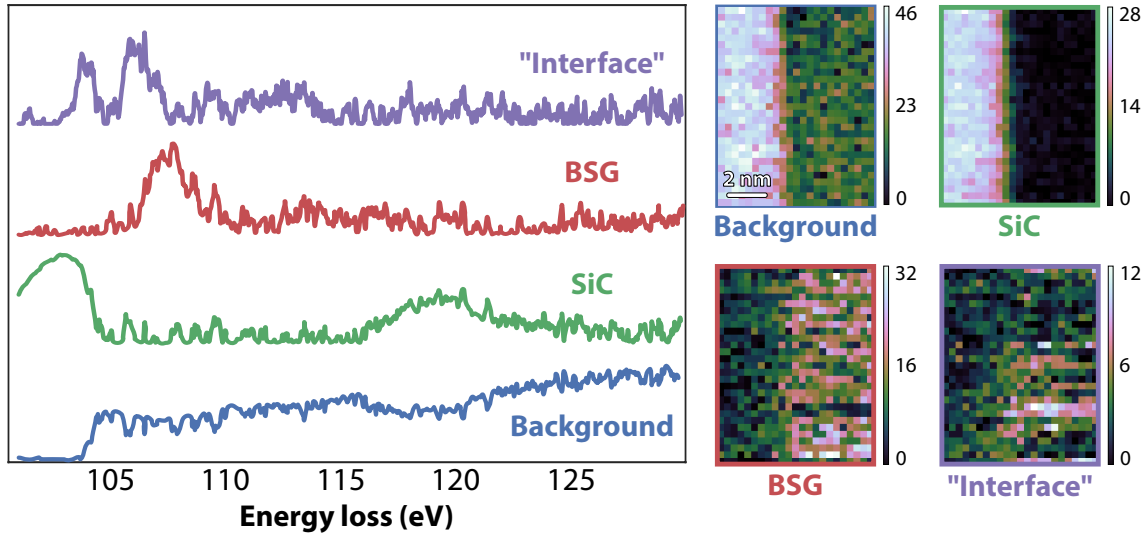 "Interface"
BSG
SiC
Background
105 110 115 120 125
Energy loss (eV)
46
23
0
2 nm
Background
28
14
0
SiC
32
16
0
BSG
12
6
0
"Interface"